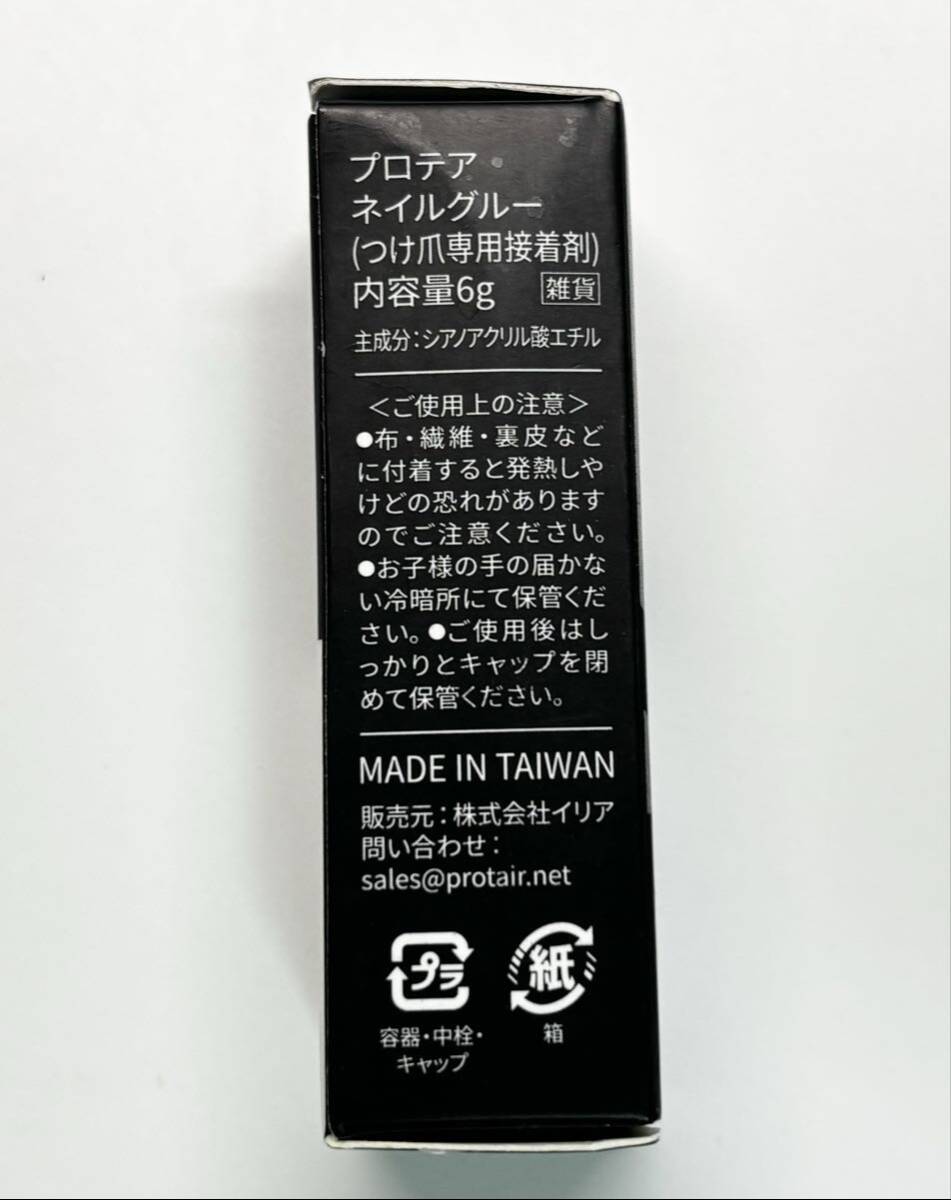 プロテア
ネイルグルー
(つけ爪専用接着剤)
内容量6g 雑貨
主成分：シアノアクリル酸エチル
＜ご使用上の注意＞
●布・繊維・裏皮など
に付着すると発熱しや
けどの恐れがあります
のでご注意ください。
●お子様の手の届かな
い冷暗所にて保管くだ
さい。●ご使用後はし
っかりとキャップを閉
めて保管ください。
MADE IN TAIWAN
販売元：株式会社イリア
問い合わせ：
sales@protair.net
プラ 紙
容器・中栓・ 箱
キャップ